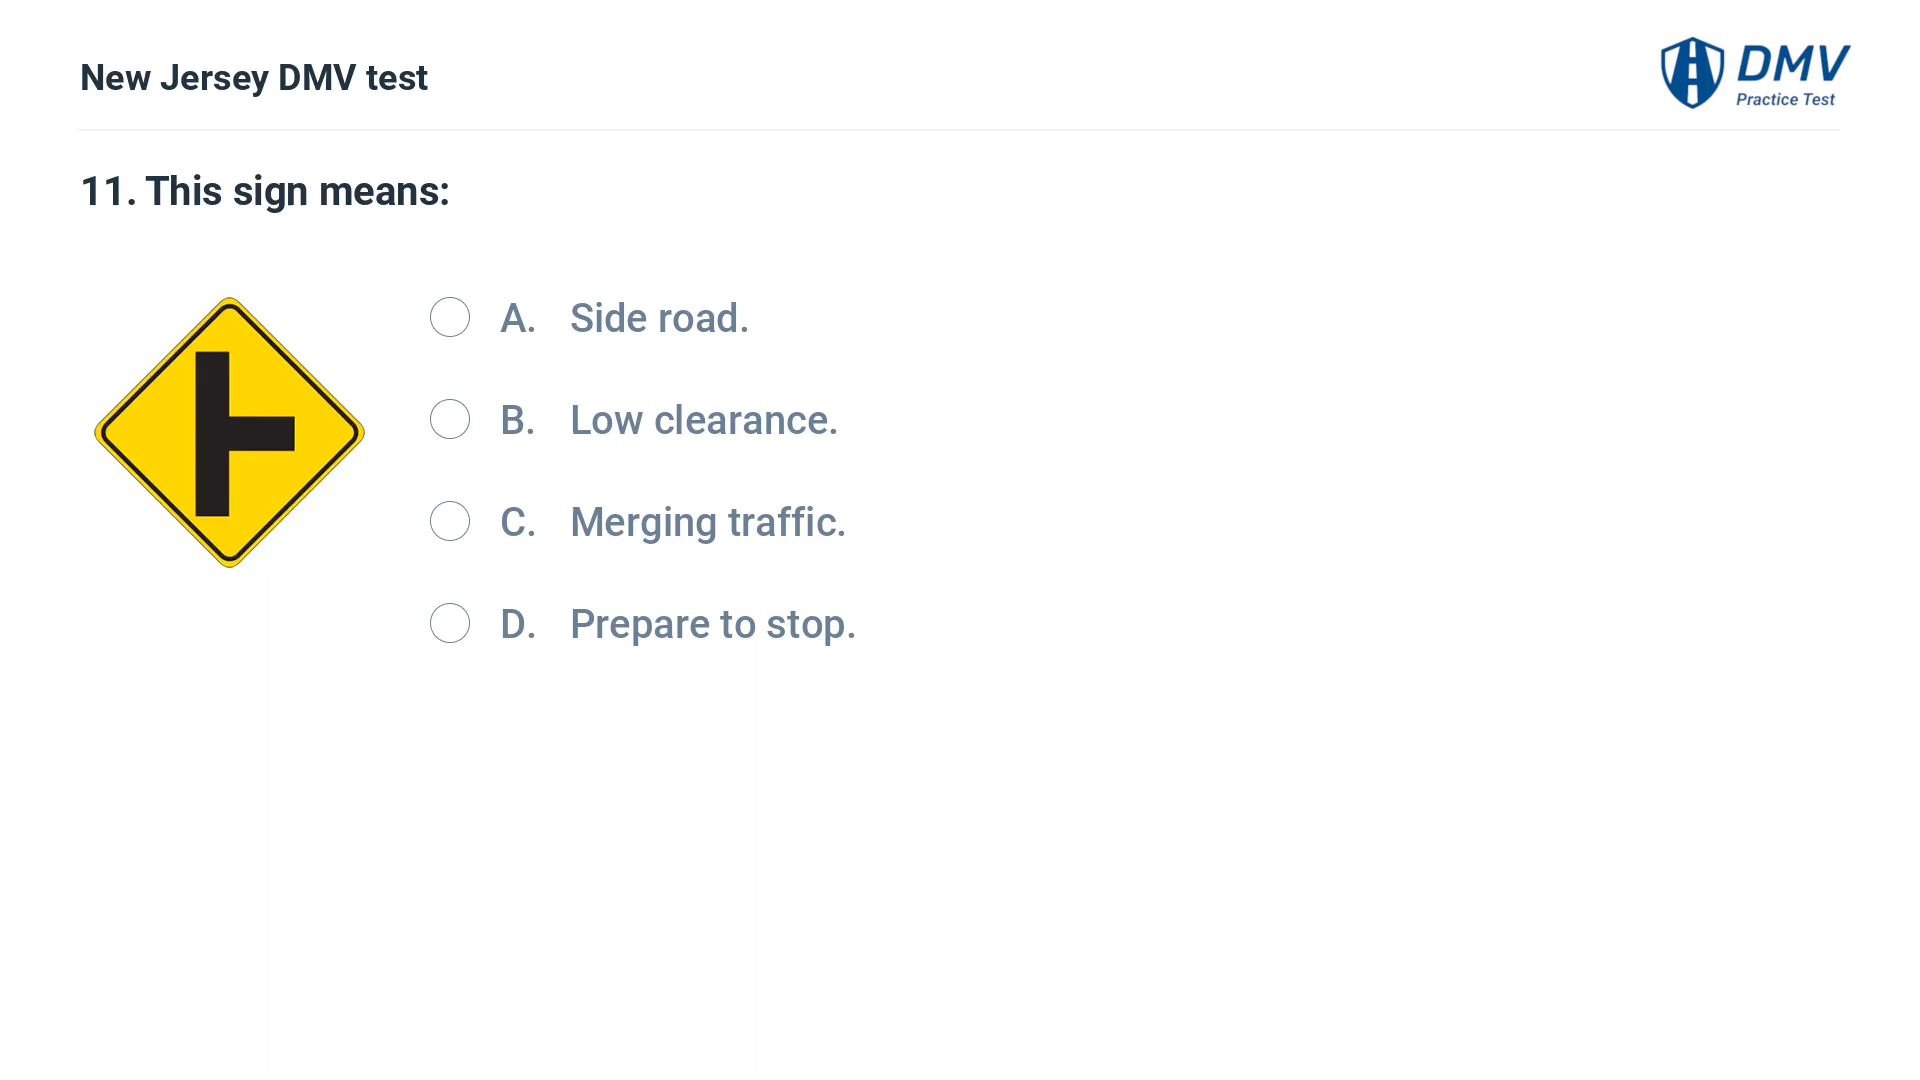 New Jersey DMV test
DMV
Practice Test
11. This sign means:
A. Side road.
B. Low clearance.
C. Merging traffic.
D. Prepare to stop.